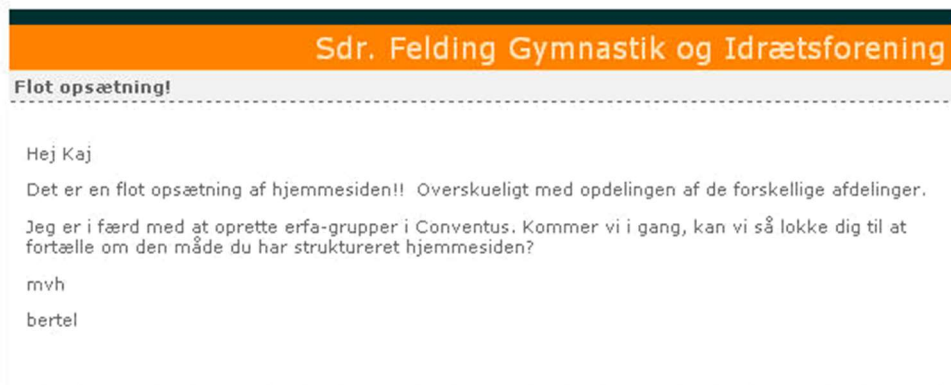 Sdr. Felding Gymnastik og Idrætsforening
Flot opsætning!
Hej Kaj
Det er en flot opsætning af hjemmesiden!!  Overskueligt med opdelingen af de forskellige afdelinger.
Jeg er i færd med at oprette erfa-grupper i Conventus. Kommer vi i gang, kan vi så lokke dig til at
fortælle om den måde du har struktureret hjemmesiden?
mvh
bertel